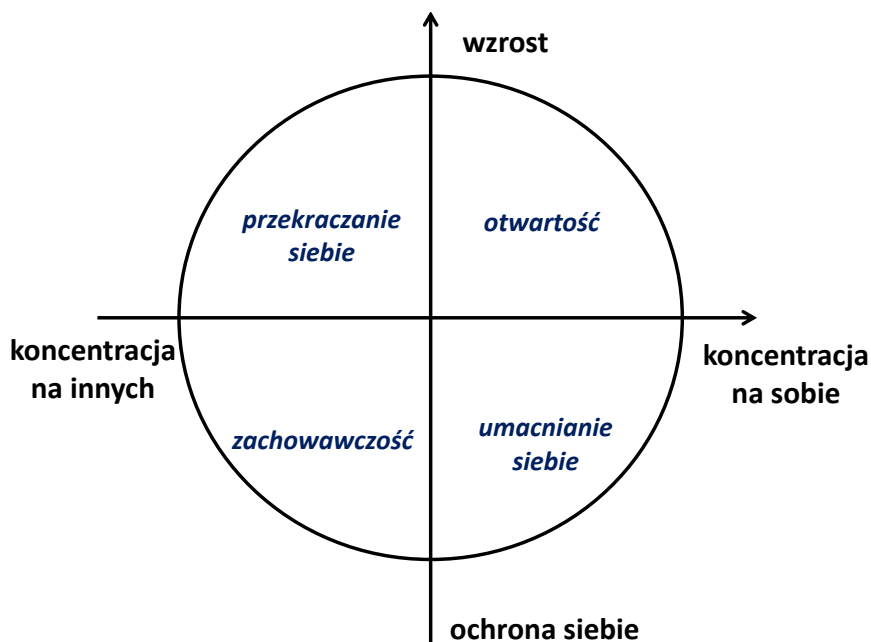 wzrost
przekraczanie
siebie
otwartość
koncentracja
na innych
koncentracja
na sobie
zachowawczość
umacnianie
siebie
ochrona siebie